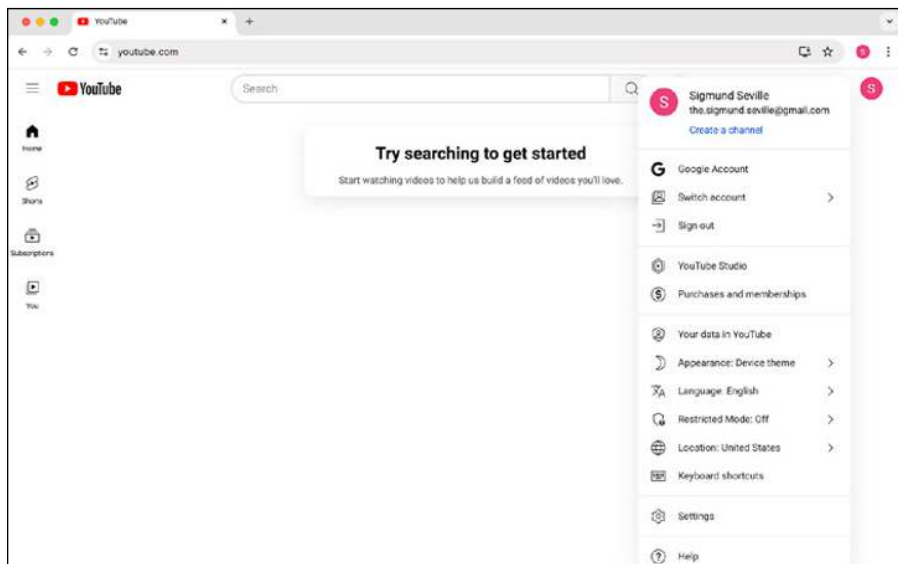 YouTube
youtube.com
S
YouTube
Search
S
Home
Shorts
Subscriptions
You
Try searching to get started
Start watching videos to help us build a feed of videos you'll love.
S
Sigmund Seville
the.sigmund.seville@gmail.com
Create a channel
Google Account
Switch account
Sign out
YouTube Studio
Purchases and memberships
Your data in YouTube
Appearance: Device theme
Language: English
Restricted Mode: Off
Location: United States
Keyboard shortcuts
Settings
Help